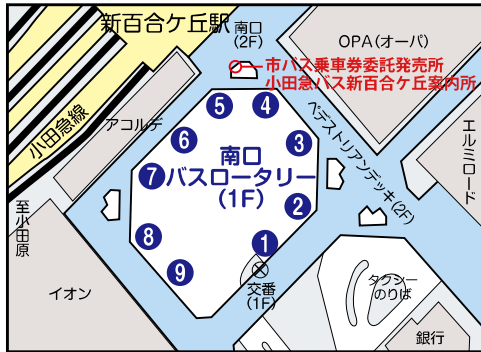 新百合ケ丘駅
南口
(2F)
OPA(オーパ)
市バス乗車券委託発売所
小田急バス新百合ケ丘案内所
小田急線
アコルデ
ペデストリアンデッキ(2F)
エルミロード
至小田原
5
4
6
3
7
南口
バスロータリー
(1F)
2
8
1
9
交番
(1F)
イオン
タクシー
のりば
銀行